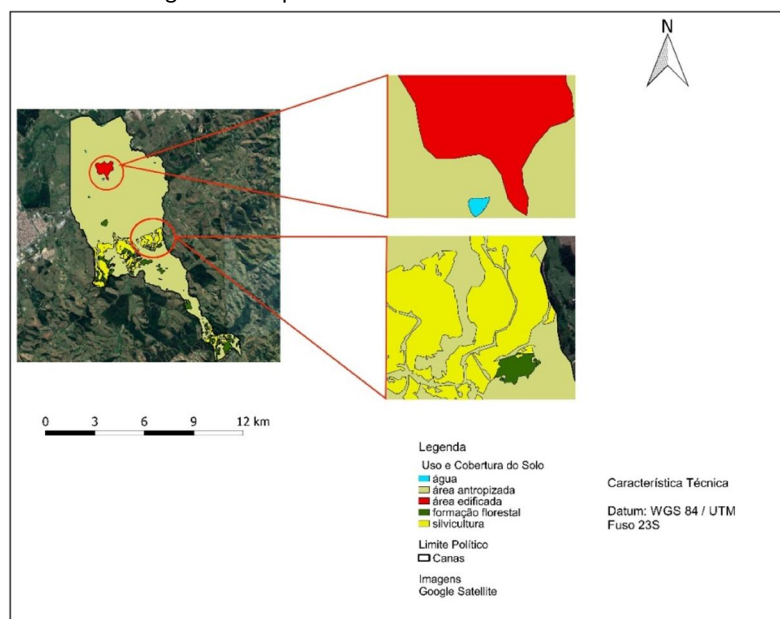 N
0 3 6 9 12 km
Legenda
Uso e Cobertura do Solo
água
área antropizada
área edificada
formação florestal
silvicultura
Limite Político
Canas
Imagens
Google Satellite
Característica Técnica
Datum: WGS 84 / UTM
Fuso 23S